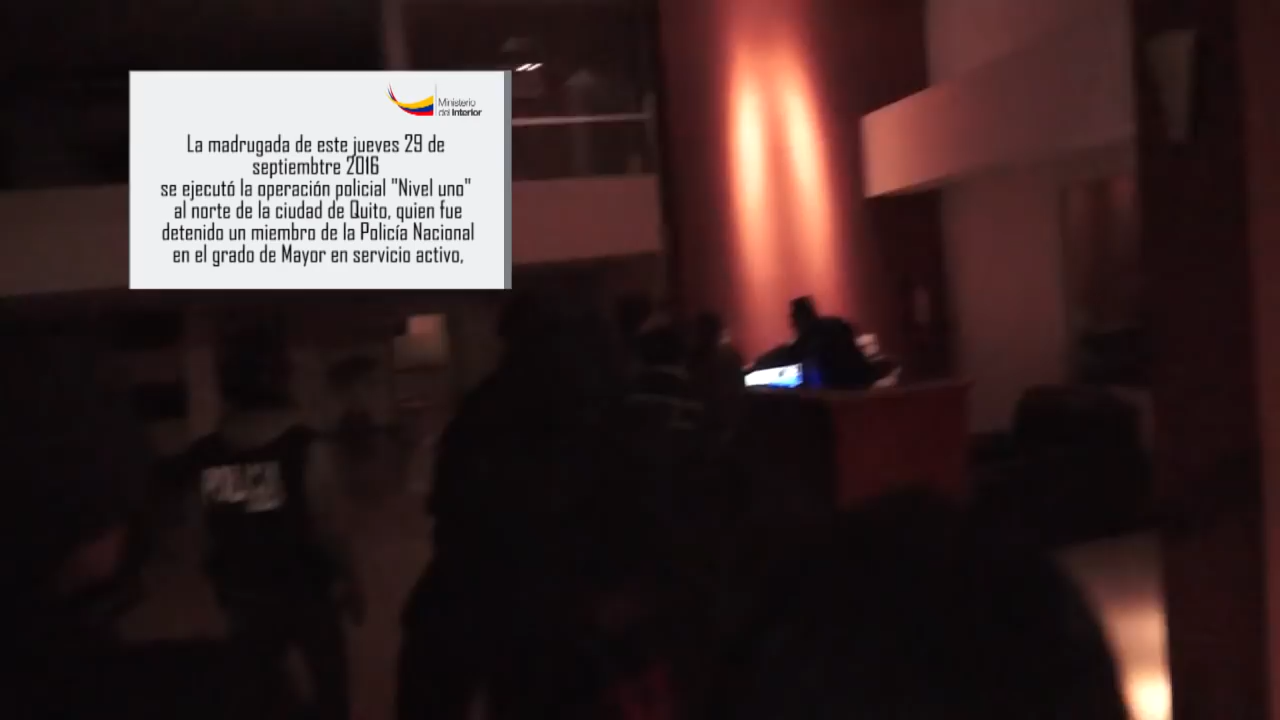 Ministerio
del Interior
La madrugada de este jueves 29 de
septiembtre 2016
se ejecutó la operación policial "Nivel uno"
al norte de la ciudad de Quito, quien fue
detenido un miembro de la Policía Nacional
en el grado de Mayor en servicio activo,
POLICIA